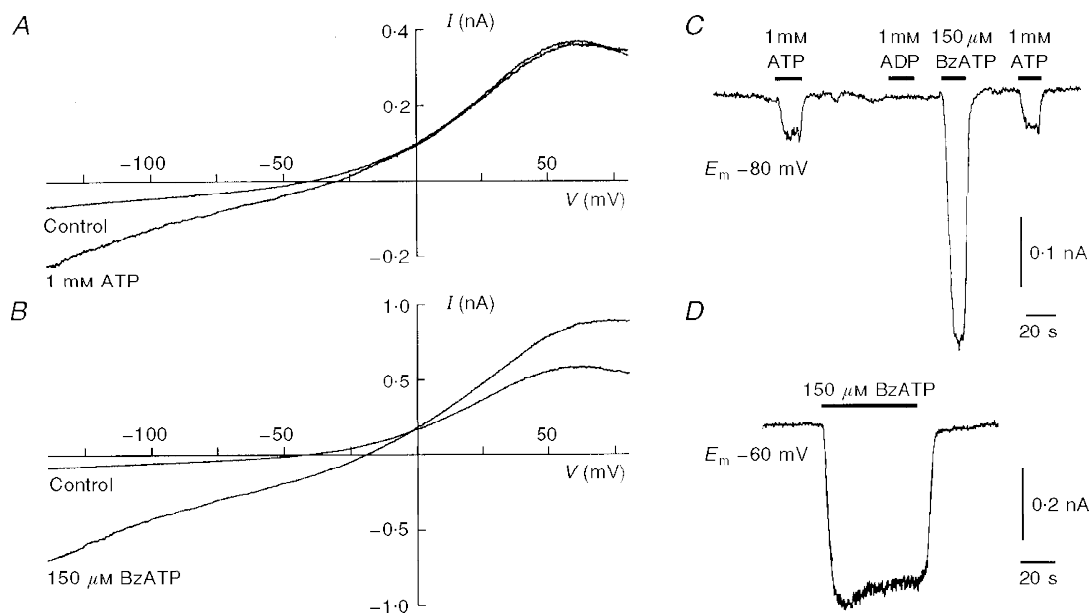 A
I (nA)
0·4
0·2
−100
−50
50
V (mV)
Control
−0·2
1 mM ATP
B
I (nA)
1·0
0·5
−100
−50
50
V (mV)
Control
−0·5
150 μM BzATP
−1·0
C
1 mM
ATP
1 mM
ADP
150 μM
BzATP
1 mM
ATP
Em −80 mV
0·1 nA
20 s
D
150 μM BzATP
Em −60 mV
0·2 nA
20 s